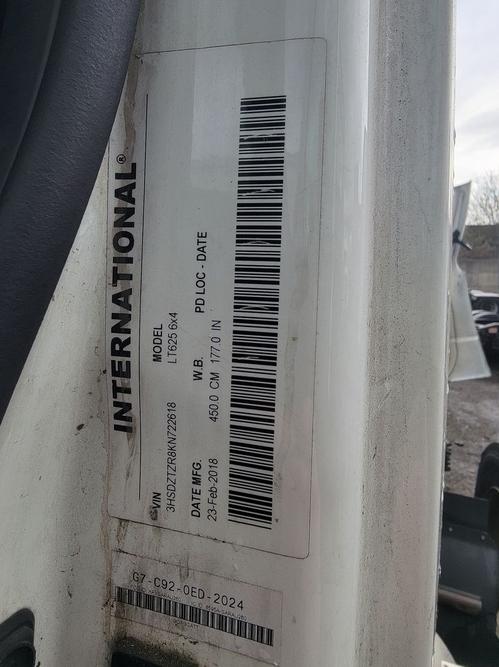 INTERNATIONAL®
VIN
3HSDZTZR8KN722618
MODEL
LT625 6x4
DATE MFG.
23-Feb-2018
W.B.
450.0 CM 177.0 IN
PD LOC - DATE
G7-C92-0ED-2024